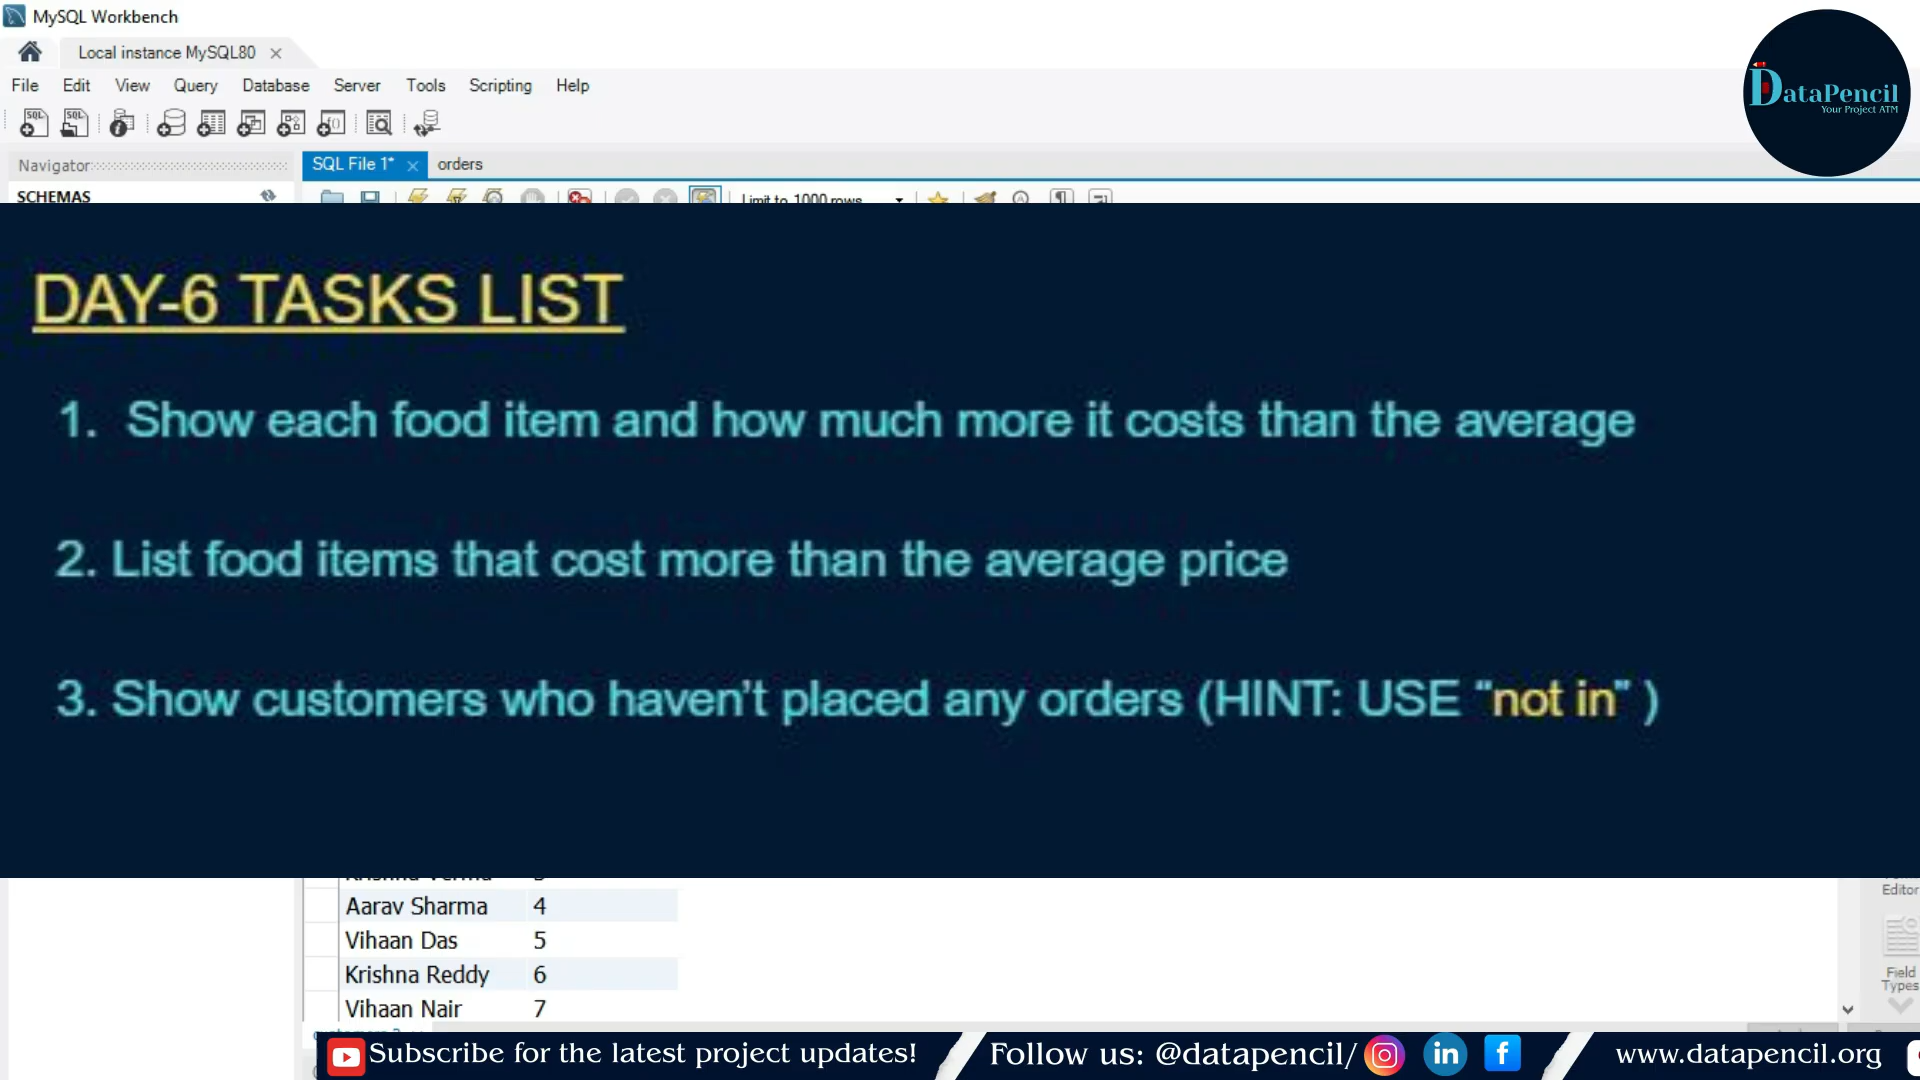 MySQL Workbench
Local instance MySQL80
File Edit View Query Database Server Tools Scripting Help
DataPencil
Your Project ATM
Navigator
SQL File 1* orders
SCHEMAS
Limit to 1000 rows
DAY-6 TASKS LIST
1. Show each food item and how much more it costs than the average
2. List food items that cost more than the average price
3. Show customers who haven't placed any orders (HINT: USE “not in” )
Editor
Aarav Sharma 4
Vihaan Das 5
Krishna Reddy 6
Field
Types
Vihaan Nair 7
Subscribe for the latest project updates! Follow us: @datapencil/ www.datapencil.org